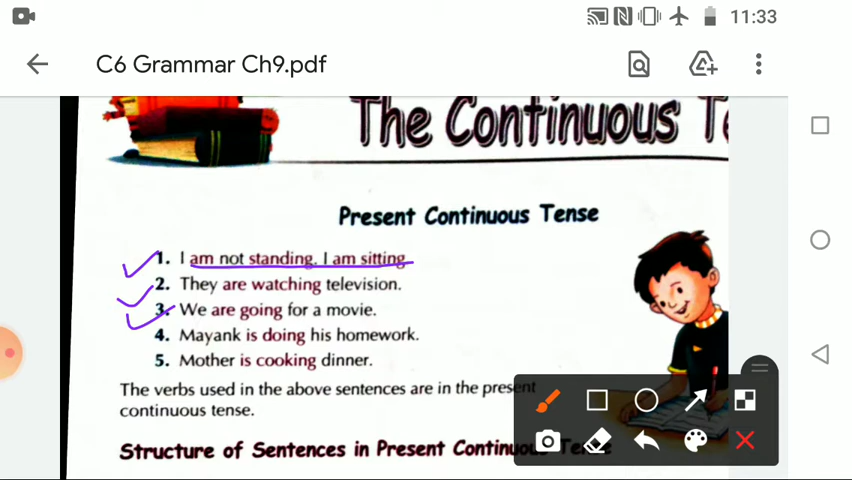 11:33
C6 Grammar Ch9.pdf
The Continuous Te
Present Continuous Tense
1. I am not standing. I am sitting
2. They are watching television.
3. We are going for a movie.
4. Mayank is doing his homework.
5. Mother is cooking dinner.
The verbs used in the above sentences are in the present
continuous tense.
Structure of Sentences in Present Continuous Tense